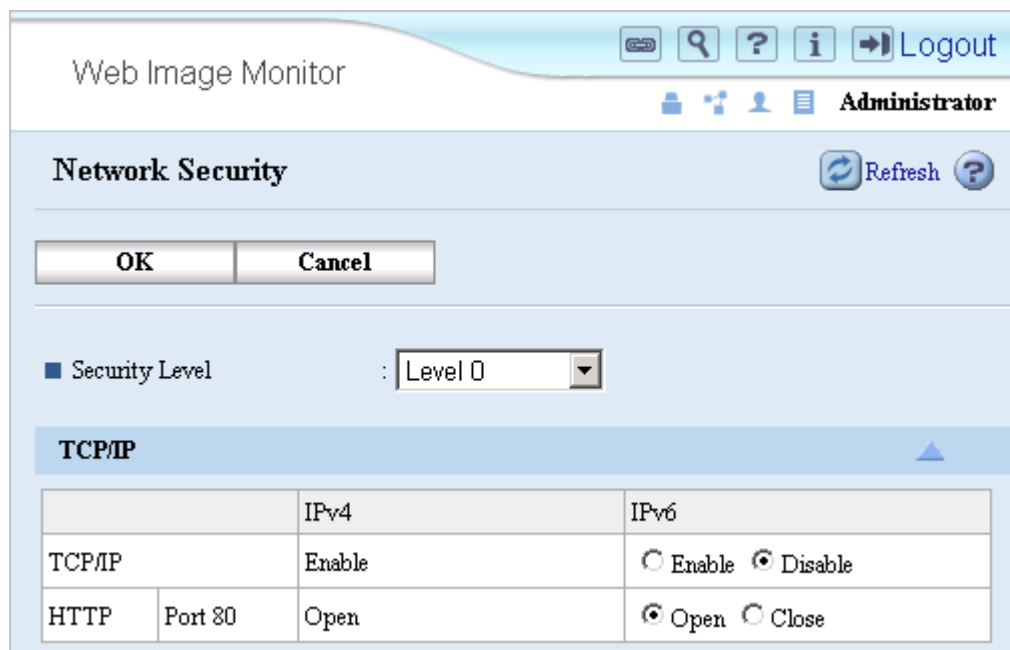 Web Image Monitor
? i Logout
Administrator
Network Security
Refresh ?
OK Cancel
Security Level : Level 0
TCP/IP
IPv4 IPv6
TCP/IP Enable Enable Disable
HTTP Port 80 Open Open Close